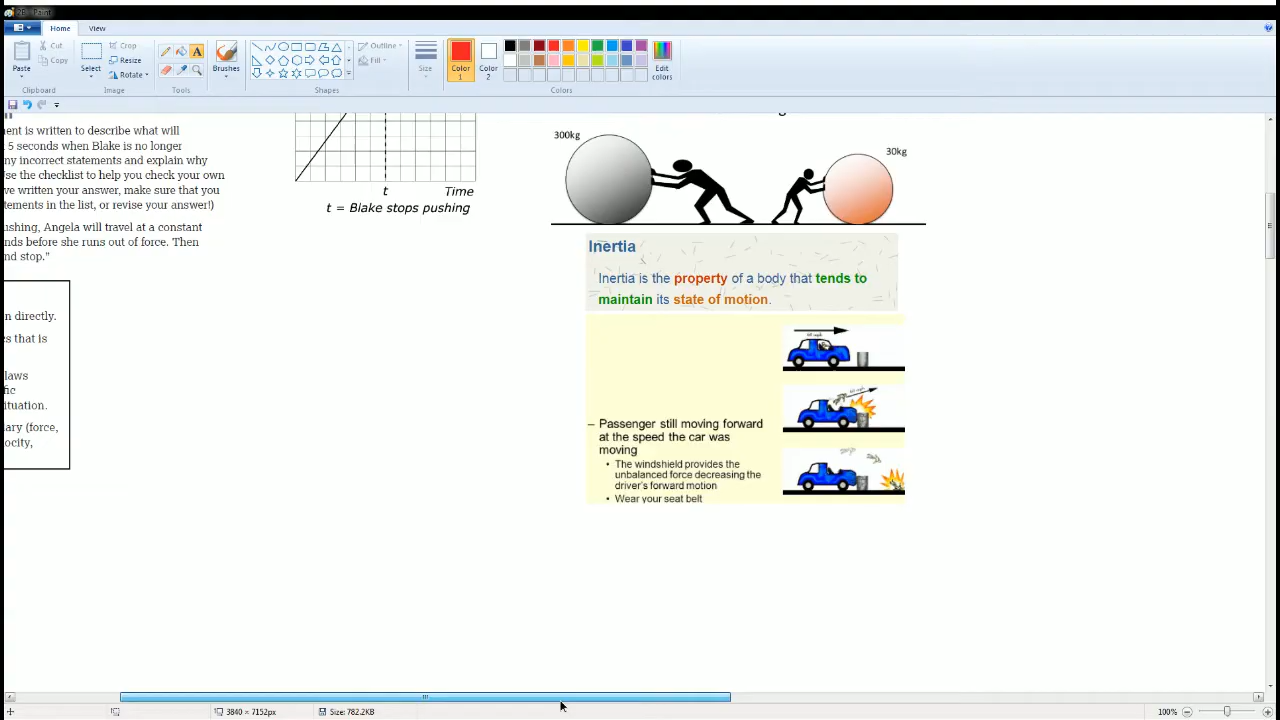 2F - Paint
Home
View
Paste
Cut
Copy
Clipboard
Select
Crop
Resize
Rotate
Image
Tools
Brushes
Outline
Fill
Shapes
Size
Color
1
Color
2
Edit
colors
Colors
nent is written to describe what will
5 seconds when Blake is no longer
ny incorrect statements and explain why
Use the checklist to help you check your own
ve written your answer, make sure that you
tements in the list, or revise your answer!)
ushing, Angela will travel at a constant
nds before she runs out of force. Then
nd stop."
n directly.
es that is
laws
fic
ituation.
lary (force,
ocity,
t
Time
t = Blake stops pushing
300kg
30kg
Inertia
Inertia is the property of a body that tends to
maintain its state of motion.
– Passenger still moving forward
at the speed the car was
moving
• The windshield provides the
unbalanced force decreasing the
driver's forward motion
• Wear your seat belt
3840 × 7152px
Size: 782.2KB
100%